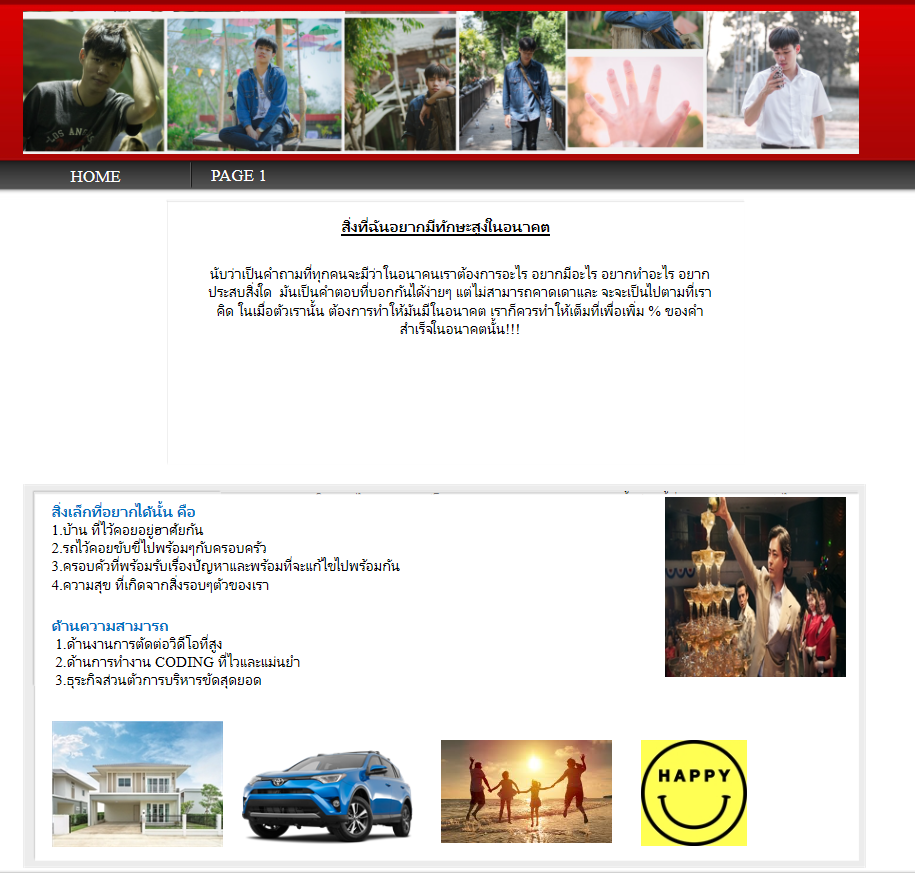 LOS ANGE
HOME
PAGE 1
สิ่งที่ฉันอยากมีทักษะสูงในอนาคต
นับว่าเป็นคำถามที่ทุกคนจะมีว่าในอนาคนเราต้องการอะไร อยากมีอะไร อยากทำอะไร อยาก
ประสบสิ่งใด มันเป็นคำตอบที่บอกกันได้ง่ายๆ แต่ไม่สามารถคาดเดาและ จะจะเป็นไปตามที่เรา
คิด ในเมื่อตัวเรานั้น ต้องการทำให้มันมีในอนาคต เราก็ควรทำให้เต็มที่เพื่อเพิ่ม % ของคำ
สำเร็จในอนาคตนั้น!!!
สิ่งเล็กที่อยากได้นั้น คือ
1.บ้าน ที่ไว้คอยอยู่ฮาศัยกัน
2.รถไว้คอยขับขี่ไปพร้อมๆกับครอบครัว
3.ครอบคัวที่พร้อมรับเรื่องปัญหาและพร้อมที่จะแก้ไขไปพร้อมกัน
4.ความสุข ที่เกิดจากสิ่งรอบๆตัวของเรา
ด้านความสามารถ
1.ด้านงานการตัดต่อวิดีโอที่สูง
2.ด้านการทำงาน CODING ที่ไวและแม่นยำ
3.ธุระกิจส่วนตัวการบริหารขัดสุดยอด
HAPPY